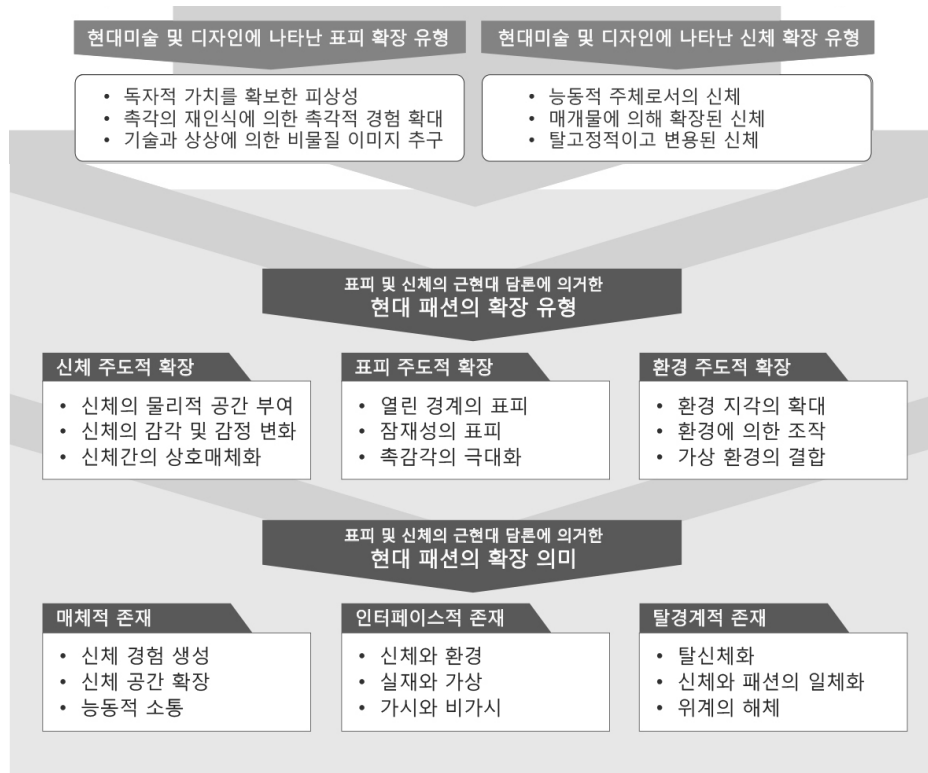 현대미술 및 디자인에 나타난 표피 확장 유형
• 독자적 가치를 확보한 피상성
• 촉각의 재인식에 의한 촉각적 경험 확대
• 기술과 상상에 의한 비물질 이미지 추구
현대미술 및 디자인에 나타난 신체 확장 유형
• 능동적 주체로서의 신체
• 매개물에 의해 확장된 신체
• 탈고정적이고 변용된 신체
표피 및 신체의 근현대 담론에 의거한
현대 패션의 확장 유형
신체 주도적 확장
• 신체의 물리적 공간 부여
• 신체의 감각 및 감정 변화
• 신체간의 상호매체화
표피 주도적 확장
• 열린 경계의 표피
• 잠재성의 표피
• 촉감각의 극대화
환경 주도적 확장
• 환경 지각의 확대
• 환경에 의한 조작
• 가상 환경의 결합
표피 및 신체의 근현대 담론에 의거한
현대 패션의 확장 의미
매체적 존재
• 신체 경험 생성
• 신체 공간 확장
• 능동적 소통
인터페이스적 존재
• 신체와 환경
• 실재와 가상
• 가시와 비가시
탈경계적 존재
• 탈신체화
• 신체와 패션의 일체화
• 위계의 해체